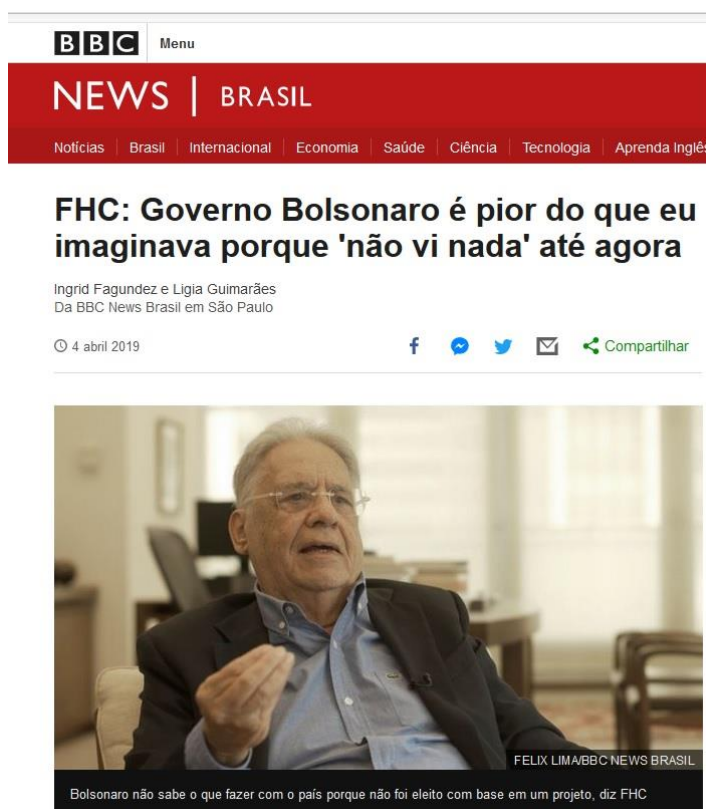 BBC Menu
NEWS | BRASIL
Notícias Brasil Internacional Economia Saúde Ciência Tecnologia Aprenda Inglês
FHC: Governo Bolsonaro é pior do que eu
imaginava porque 'não vi nada' até agora
Ingrid Fagundez e Ligia Guimarães
Da BBC News Brasil em São Paulo
4 abril 2019
Compartilhar
FELIX LIMA/BBC NEWS BRASIL
Bolsonaro não sabe o que fazer com o país porque não foi eleito com base em um projeto, diz FHC